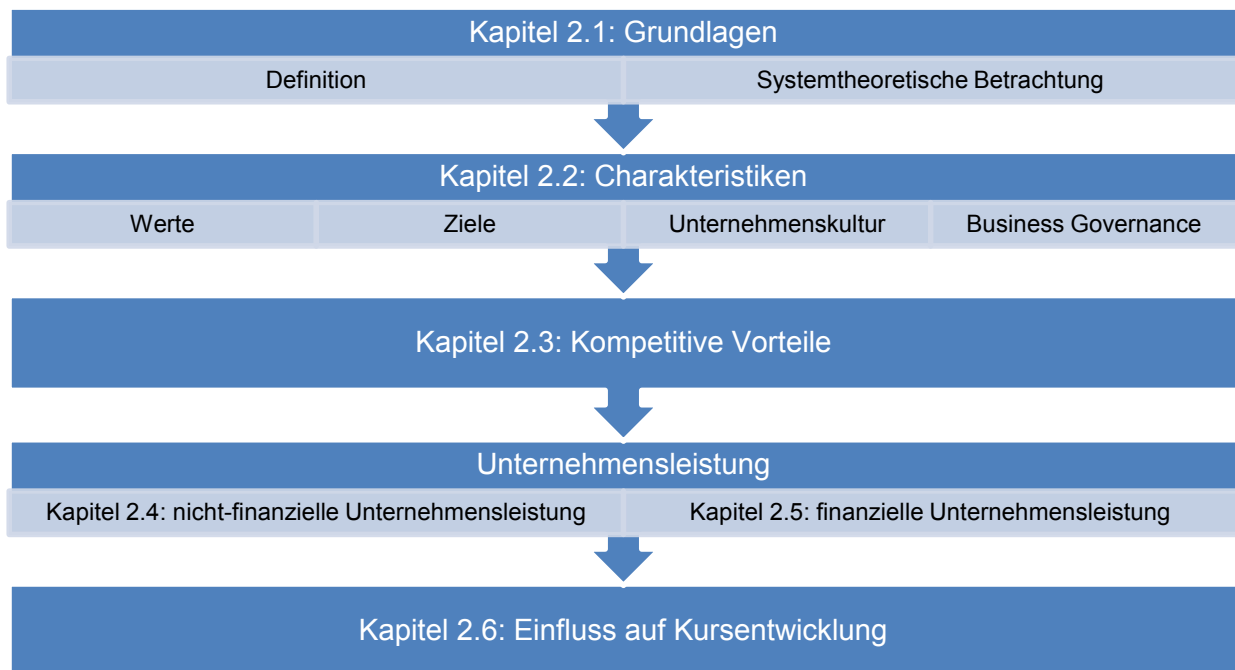 Kapitel 2.1: Grundlagen
Definition
Systemtheoretische Betrachtung
Kapitel 2.2: Charakteristiken
Werte
Ziele
Unternehmenskultur
Business Governance
Kapitel 2.3: Kompetitive Vorteile
Unternehmensleistung
Kapitel 2.4: nicht-finanzielle Unternehmensleistung
Kapitel 2.5: finanzielle Unternehmensleistung
Kapitel 2.6: Einfluss auf Kursentwicklung